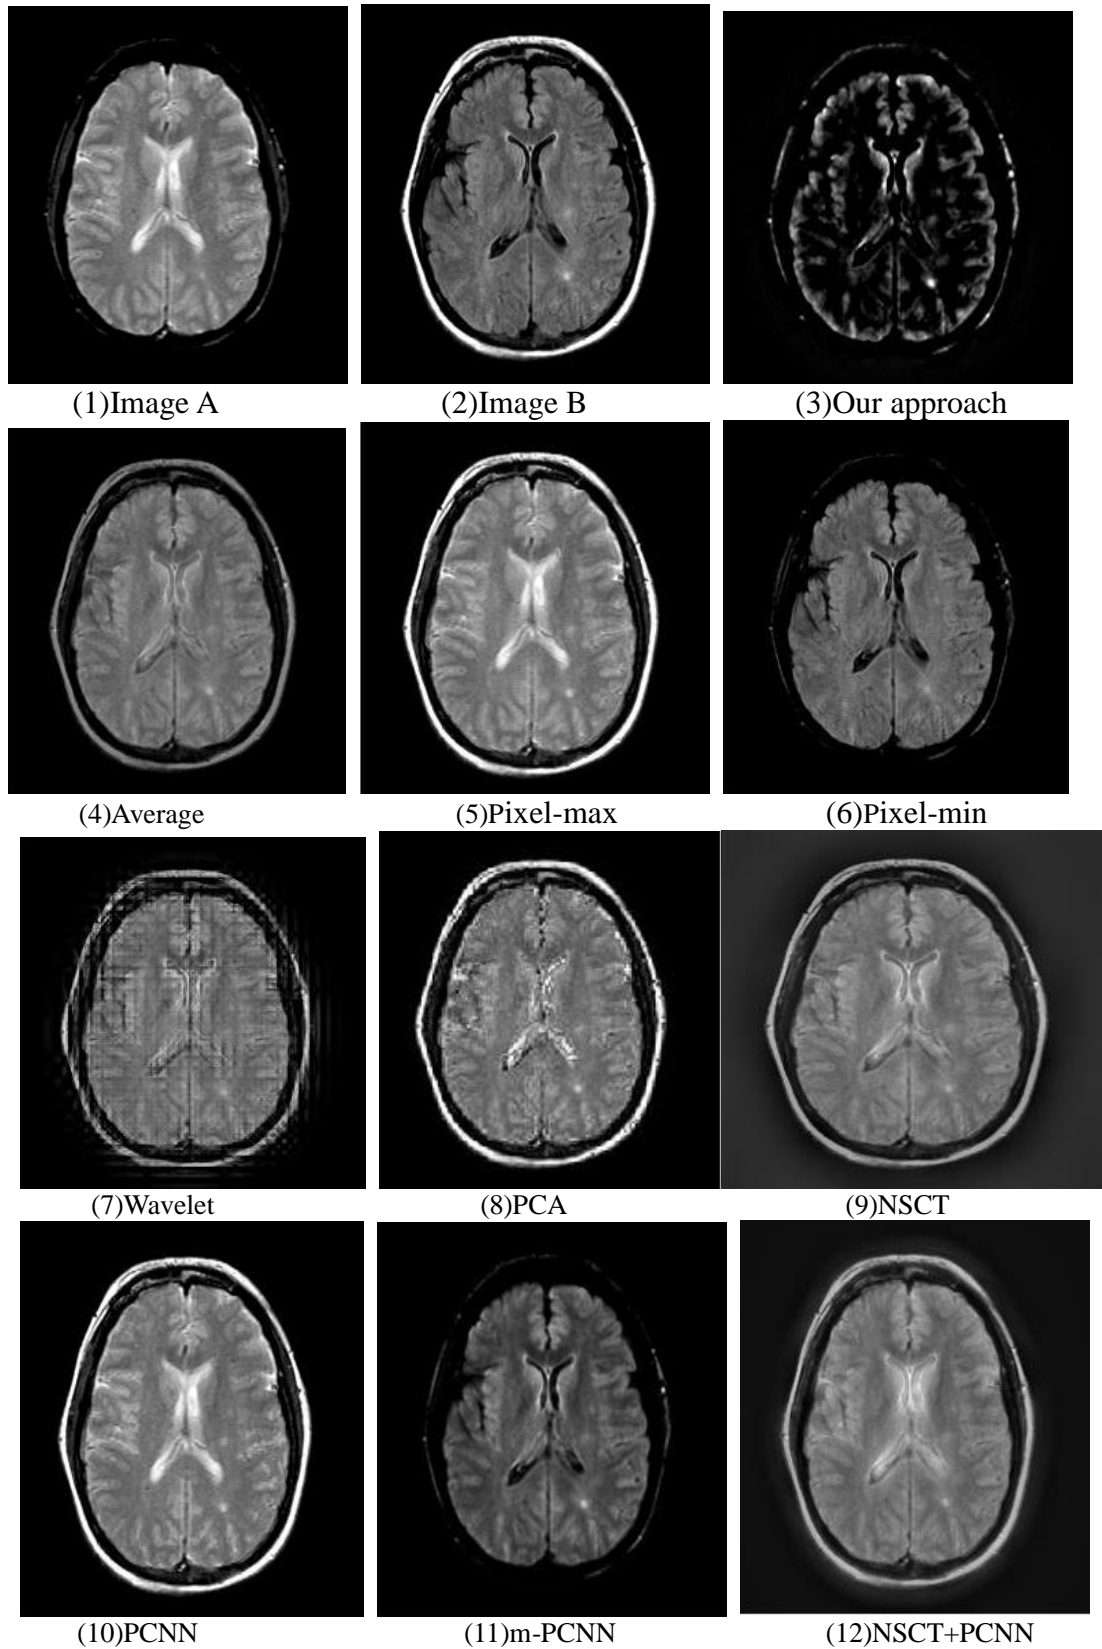 (1)Image A
(2)Image B
(3)Our approach
(4)Average
(5)Pixel-max
(6)Pixel-min
(7)Wavelet
(8)PCA
(9)NSCT
(10)PCNN
(11)m-PCNN
(12)NSCT+PCNN